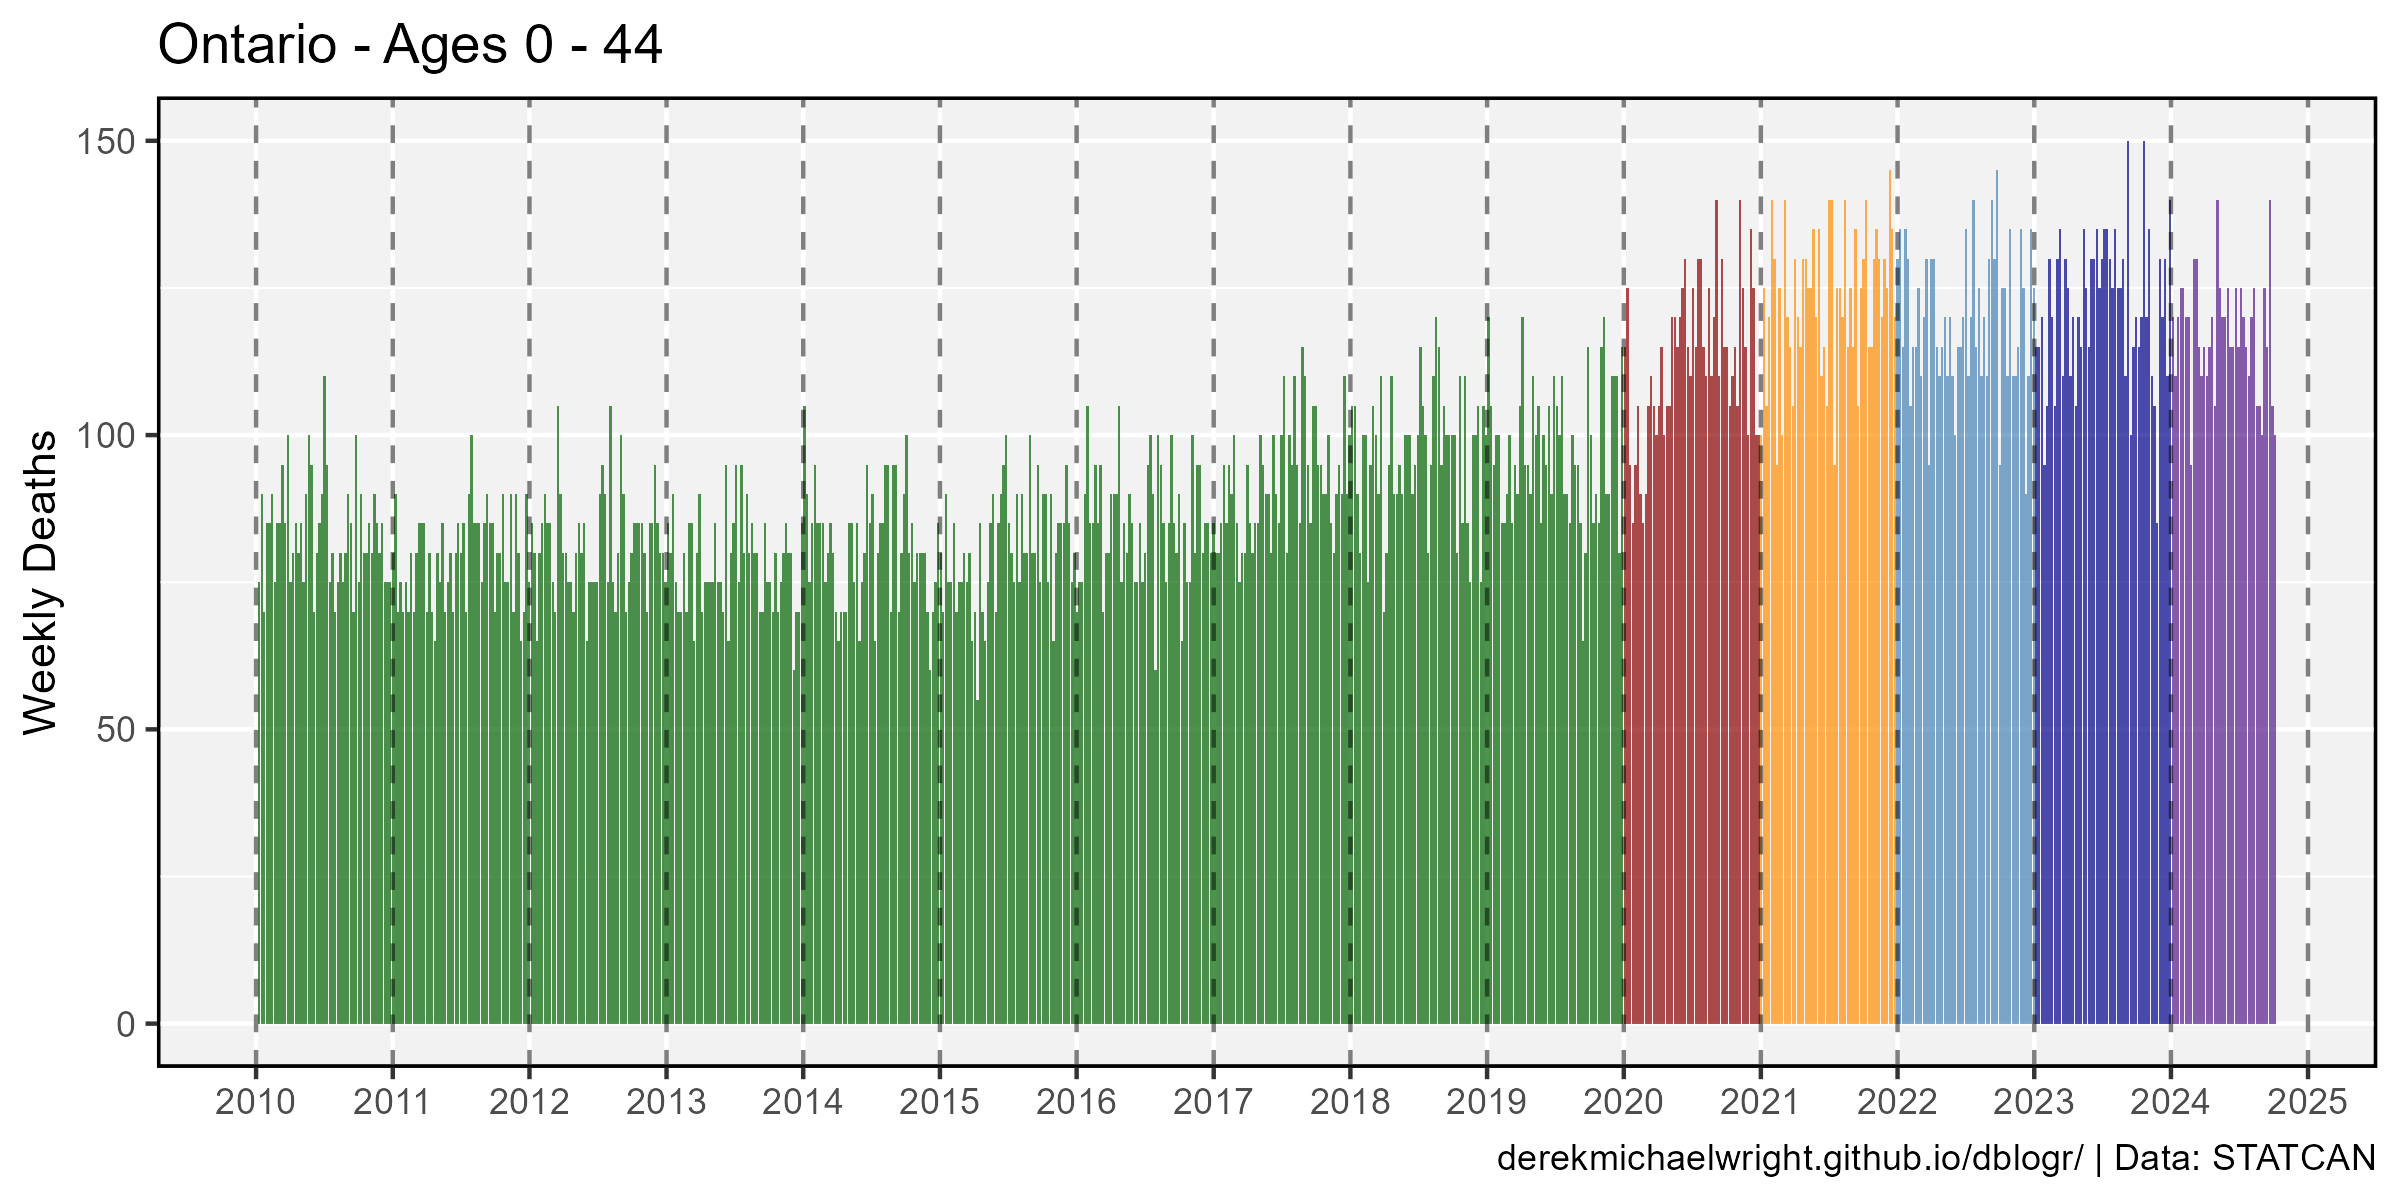 Ontario - Ages 0 - 44
Weekly Deaths
150
100
50
0
2010 2011 2012 2013 2014 2015 2016 2017 2018 2019 2020 2021 2022 2023 2024 2025
derekmichaelwright.github.io/dblogr/ | Data: STATCAN